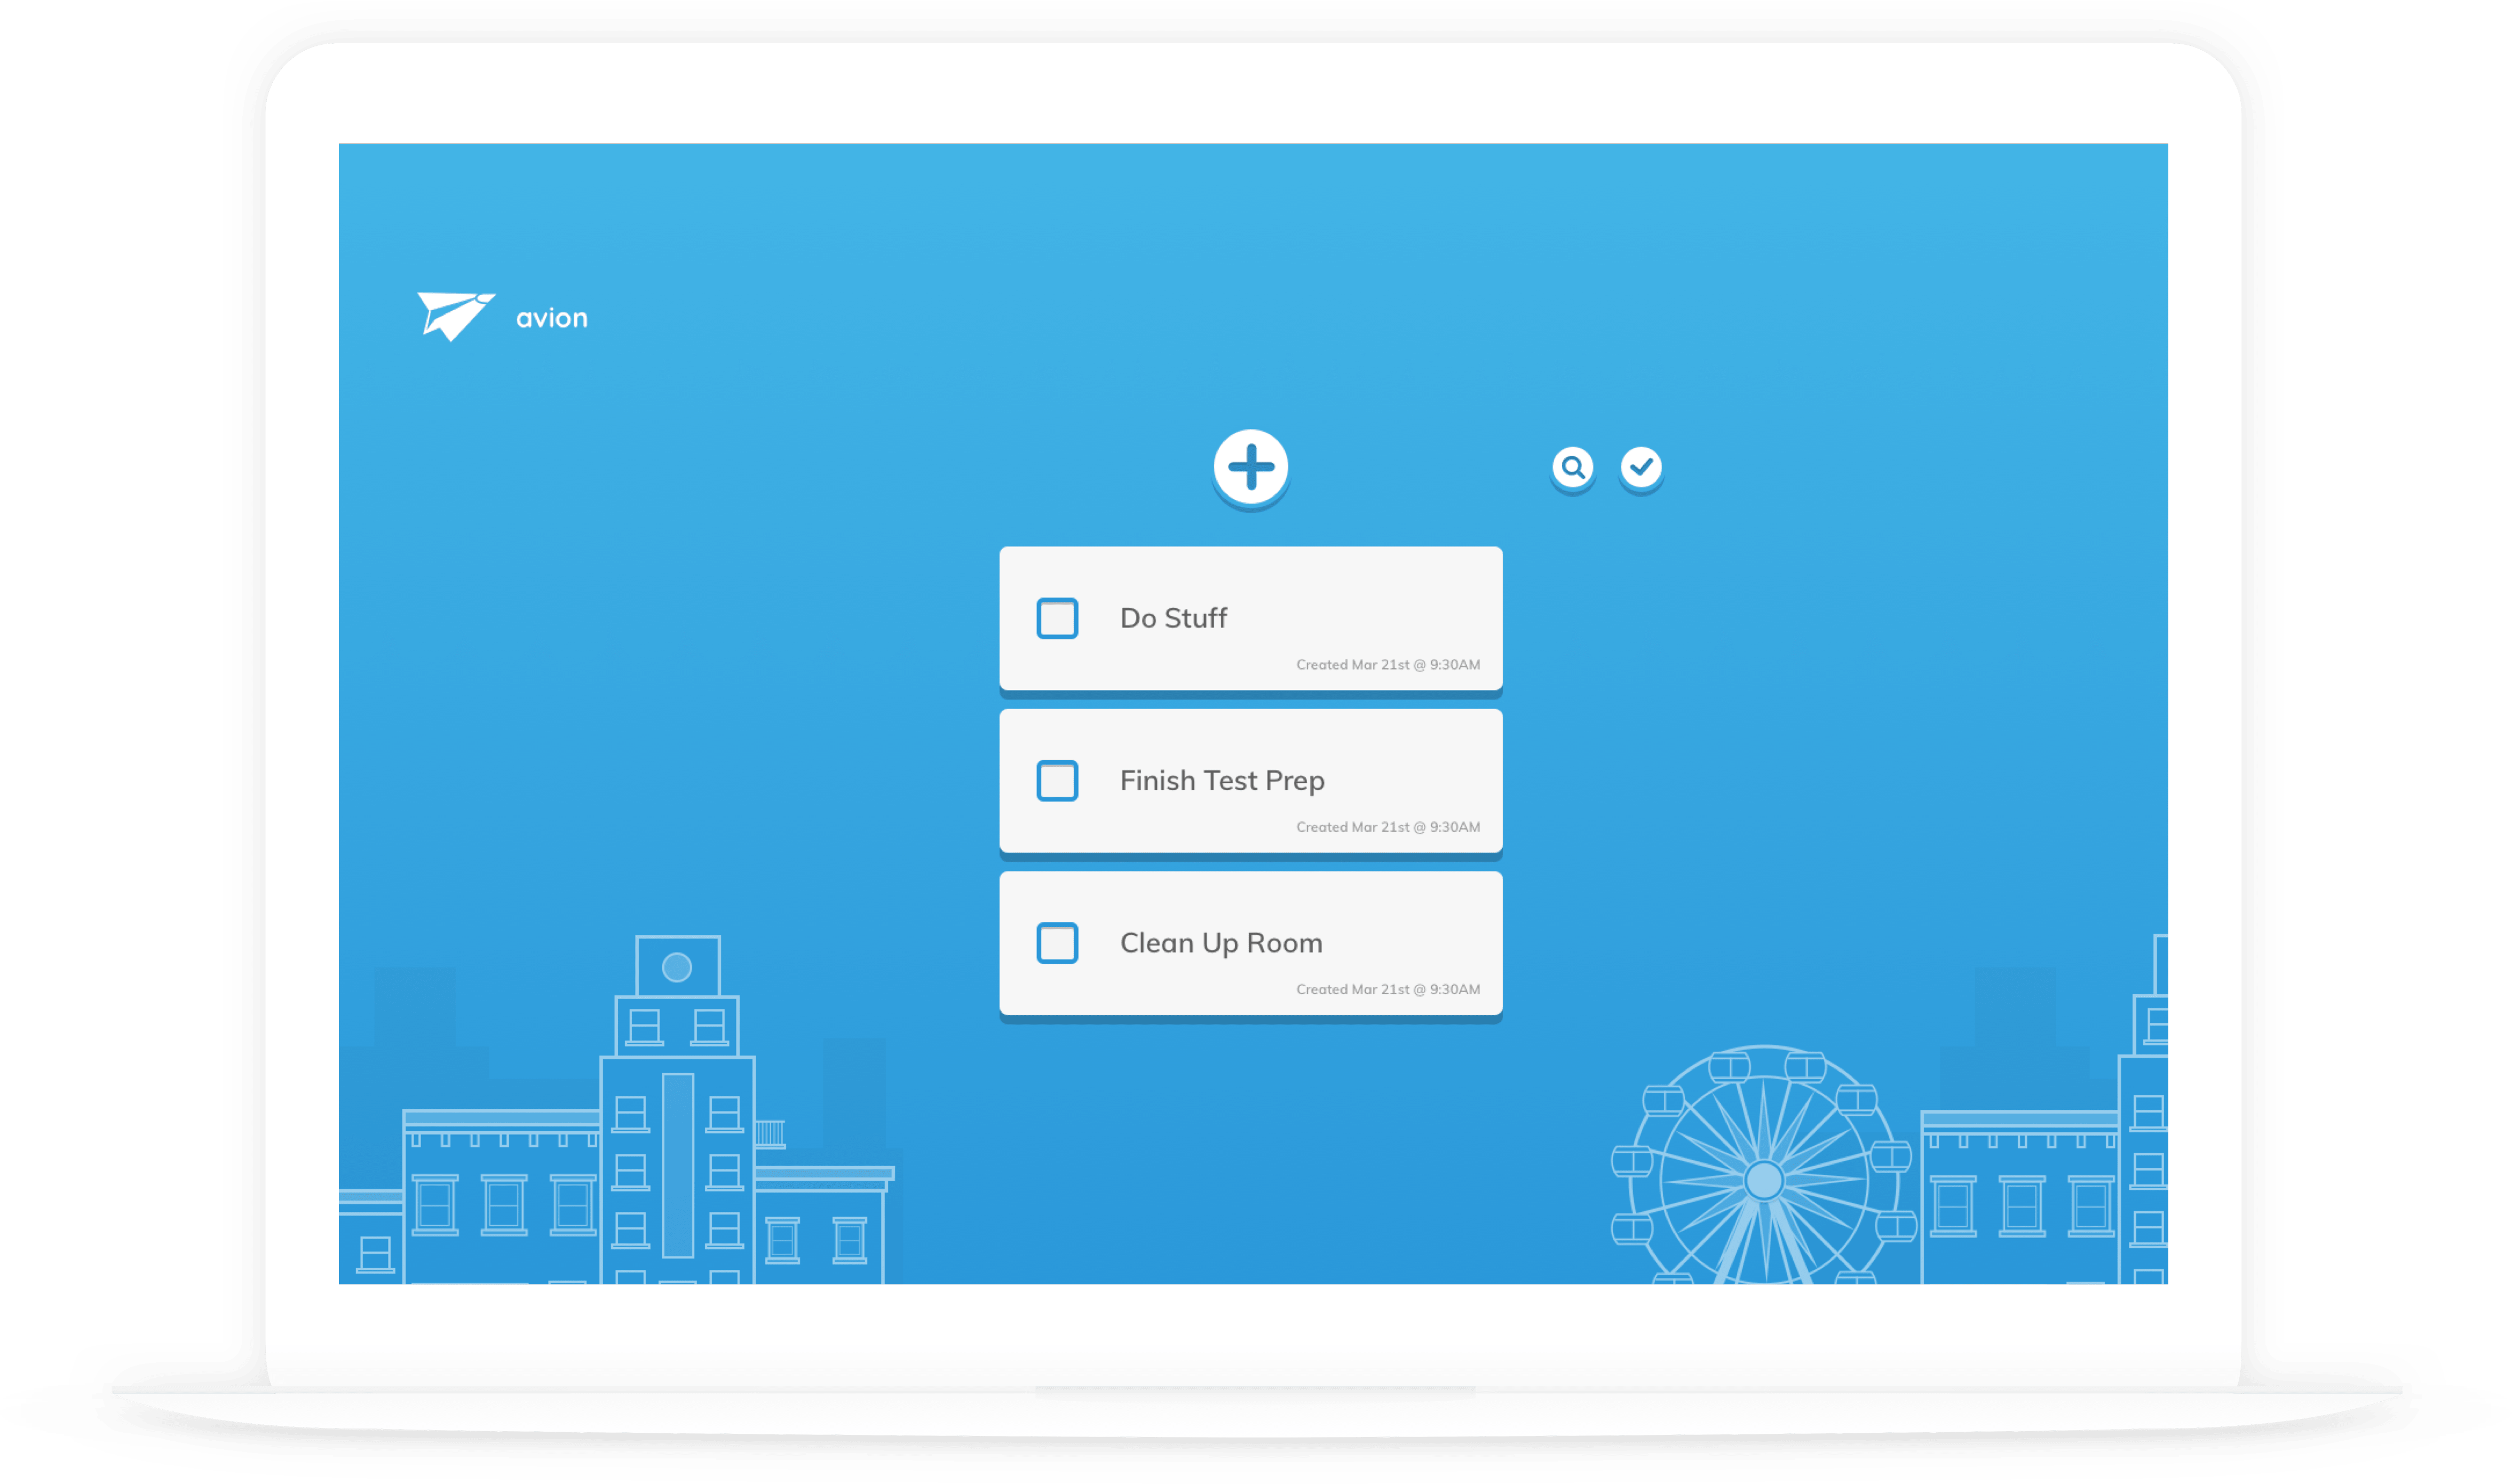 avion
Do Stuff
Created Mar 21st @ 9:30AM
Finish Test Prep
Created Mar 21st @ 9:30AM
Clean Up Room
Created Mar 21st @ 9:30AM